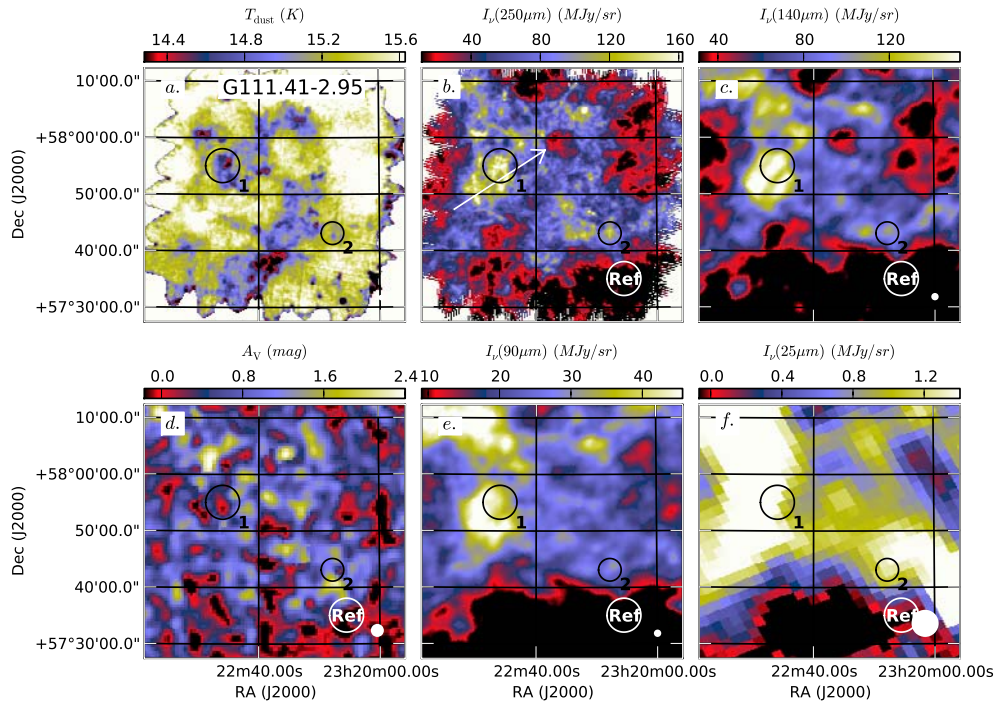 T_dust (K)
I_ν(250μm) (MJy/sr)
I_ν(140μm) (MJy/sr)
14.4 14.8 15.2 15.6
40 80 120 160
40 80 120
Dec (J2000)
10'00.0"
+58°00'00.0"
50'00.0"
40'00.0"
+57°30'00.0"
a.
G111.41-2.95
1
2
b.
1
2
Ref
c.
1
2
Ref
A_V (mag)
I_ν(90μm) (MJy/sr)
I_ν(25μm) (MJy/sr)
0.0 0.8 1.6 2.4
10 20 30 40
0.0 0.4 0.8 1.2
Dec (J2000)
10'00.0"
+58°00'00.0"
50'00.0"
40'00.0"
+57°30'00.0"
d.
1
2
Ref
e.
1
2
Ref
f.
1
2
Ref
22m40.00s 23h20m00.00s
22m40.00s 23h20m00.00s
22m40.00s 23h20m00.00s
RA (J2000)
RA (J2000)
RA (J2000)